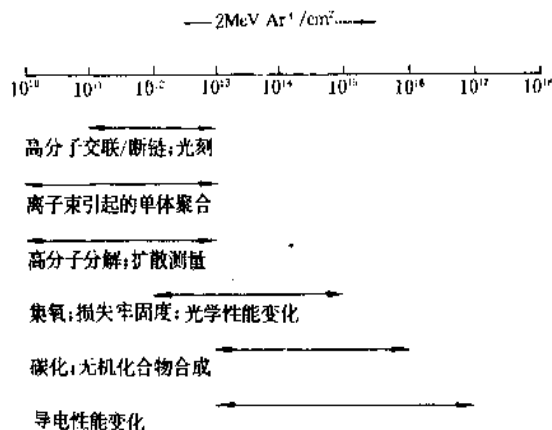 2MeV Ar⁺/cm²
10¹⁰ 10¹¹ 10¹² 10¹³ 10¹⁴ 10¹⁵ 10¹⁶ 10¹⁷ 10¹⁸
高分子交联/断链;光刻
离子束引起的单体聚合
高分子分解;扩散测量
集氧;损失牢固度;光学性能变化
碳化;无机化合物合成
导电性能变化